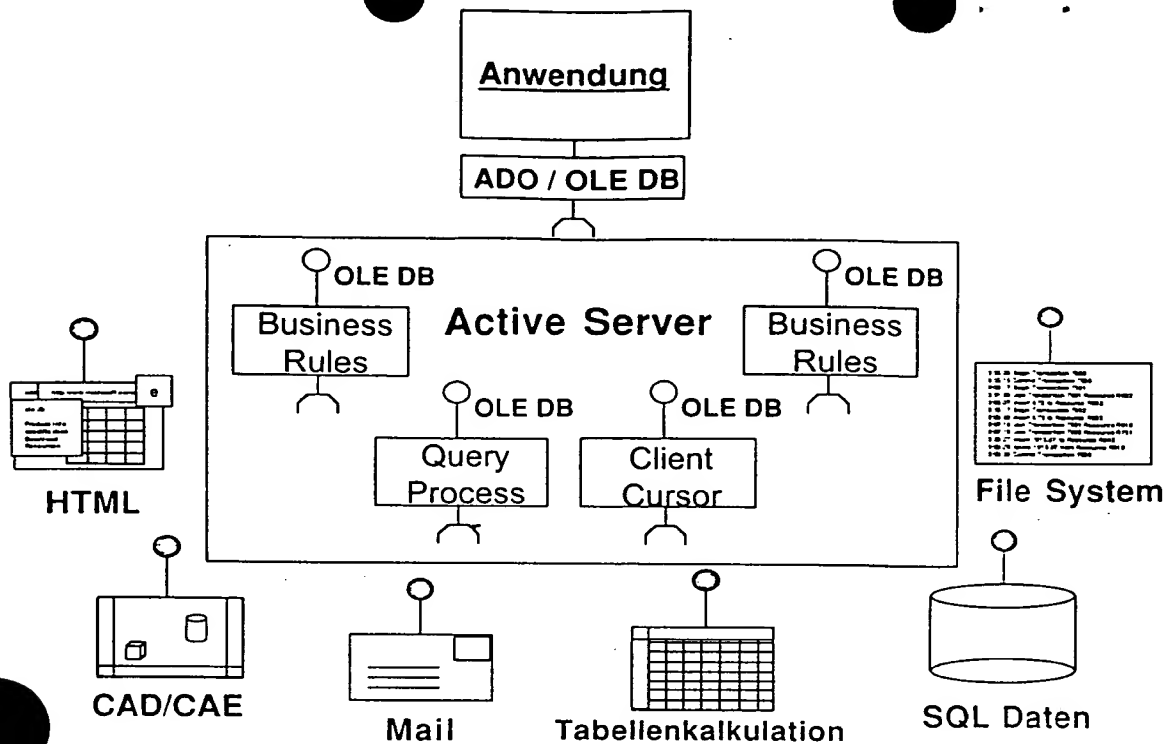 Anwendung
ADO / OLE DB
OLE DB
OLE DB
Business
Rules
Active Server
Business
Rules
OLE DB
OLE DB
Query
Process
Client
Cursor
HTML
File System
CAD/CAE
Mail
Tabellenkalkulation
SQL Daten